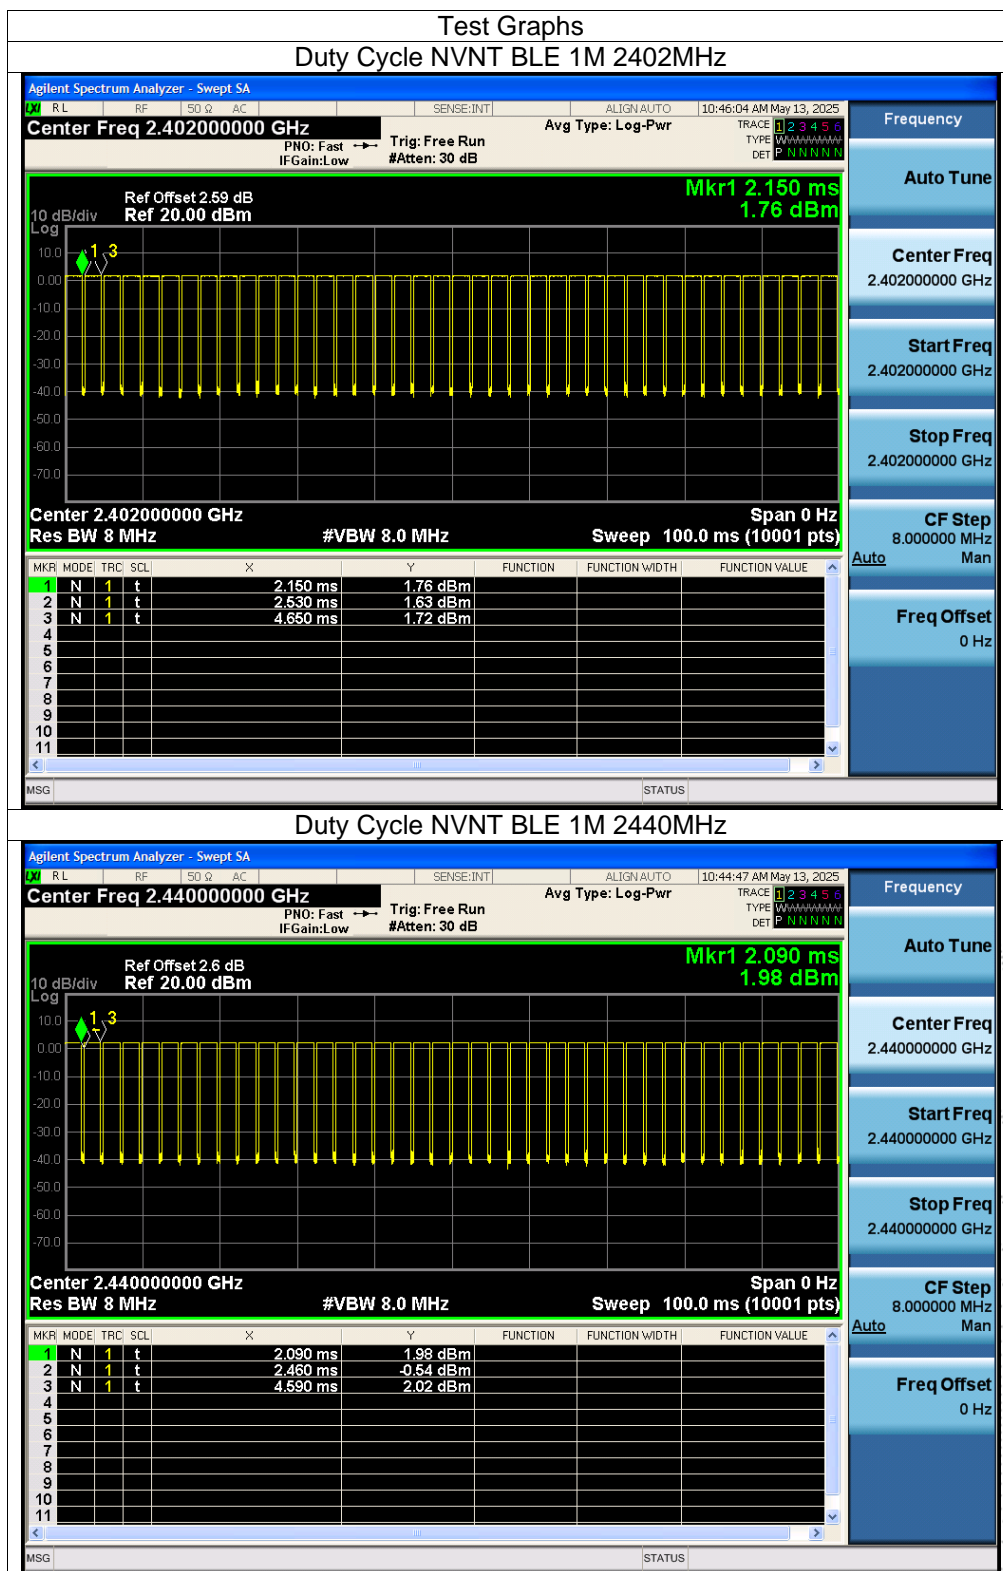 Test Graphs
Duty Cycle NVNT BLE 1M 2402MHz
Agilent Spectrum Analyzer - Swept SA
LXI RL RF 50 Ω AC SENSE:INT ALIGN AUTO 10:46:04 AM May 13, 2025
Center Freq 2.402000000 GHz Avg Type: Log-Pwr TRACE 1 2 3 4 5 6
PNO: Fast Trig: Free Run TYPE WWWWWW
IFGain:Low #Atten: 30 dB DET P N N N N N
Frequency
Auto Tune
Center Freq
2.402000000 GHz
Start Freq
2.402000000 GHz
Stop Freq
2.402000000 GHz
CF Step
8.000000 MHz
Auto Man
Freq Offset
0 Hz
Mkr1 2.150 ms
1.76 dBm
Ref Offset 2.59 dB
10 dB/div Ref 20.00 dBm
Log
1 3
10.0
0.00
-10.0
-20.0
-30.0
-40.0
-50.0
-60.0
-70.0
Center 2.402000000 GHz Span 0 Hz
Res BW 8 MHz #VBW 8.0 MHz Sweep 100.0 ms (10001 pts)
MKR MODE TRC SCL X Y FUNCTION FUNCTION WIDTH FUNCTION VALUE
1 N 1 t 2.150 ms 1.76 dBm
2 N 1 t 2.530 ms 1.63 dBm
3 N 1 t 4.650 ms 1.72 dBm
4
5
6
7
8
9
10
11
MSG STATUS
Duty Cycle NVNT BLE 1M 2440MHz
Agilent Spectrum Analyzer - Swept SA
LXI RL RF 50 Ω AC SENSE:INT ALIGN AUTO 10:44:47 AM May 13, 2025
Center Freq 2.440000000 GHz Avg Type: Log-Pwr TRACE 1 2 3 4 5 6
PNO: Fast Trig: Free Run TYPE WWWWWW
IFGain:Low #Atten: 30 dB DET P N N N N N
Frequency
Auto Tune
Center Freq
2.440000000 GHz
Start Freq
2.440000000 GHz
Stop Freq
2.440000000 GHz
CF Step
8.000000 MHz
Auto Man
Freq Offset
0 Hz
Mkr1 2.090 ms
1.98 dBm
Ref Offset 2.6 dB
10 dB/div Ref 20.00 dBm
Log
1 3
10.0
0.00
-10.0
-20.0
-30.0
-40.0
-50.0
-60.0
-70.0
Center 2.440000000 GHz Span 0 Hz
Res BW 8 MHz #VBW 8.0 MHz Sweep 100.0 ms (10001 pts)
MKR MODE TRC SCL X Y FUNCTION FUNCTION WIDTH FUNCTION VALUE
1 N 1 t 2.090 ms 1.98 dBm
2 N 1 t 2.460 ms -0.54 dBm
3 N 1 t 4.590 ms 2.02 dBm
4
5
6
7
8
9
10
11
MSG STATUS